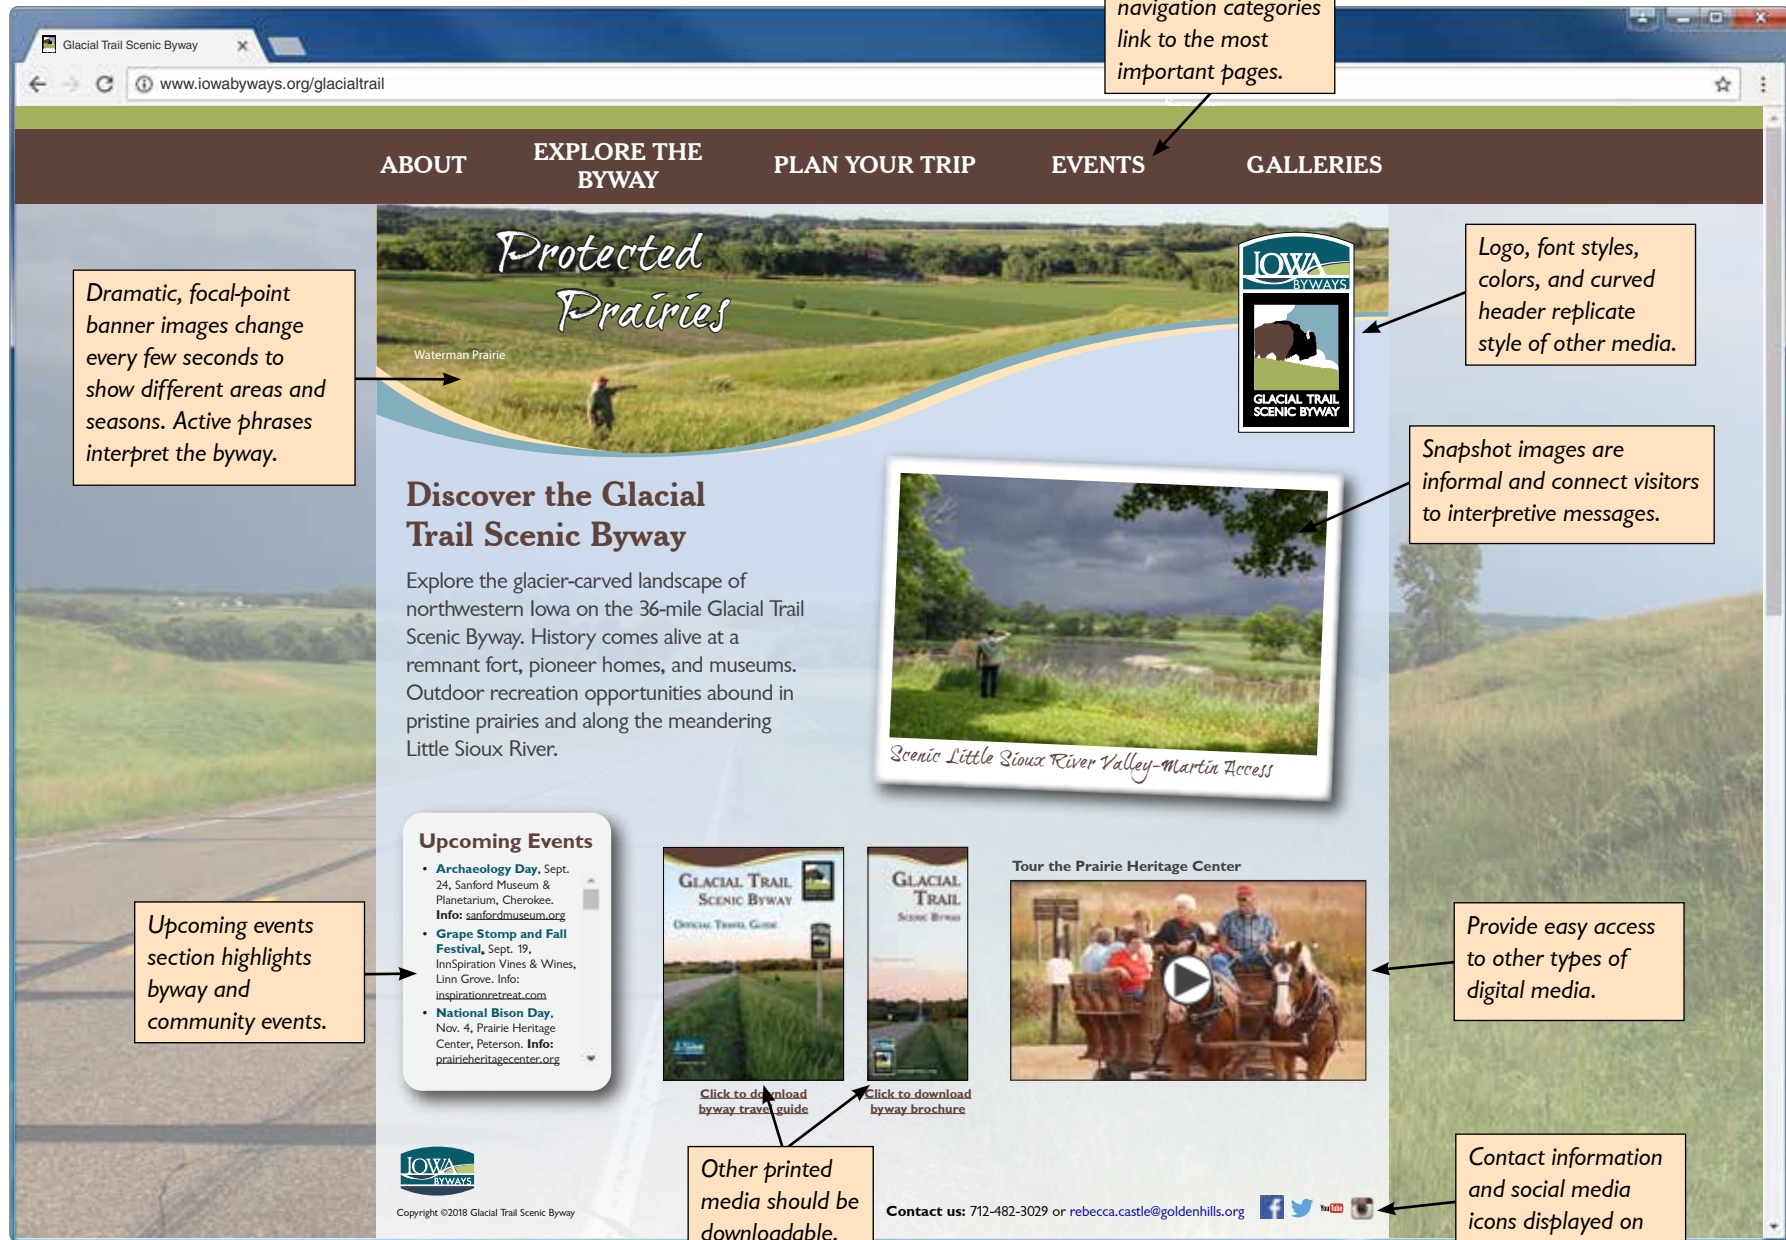 navigation categories
link to the most
important pages.
Glacial Trail Scenic Byway
www.iowabyways.org/glacialtrail
ABOUT
EXPLORE THE
BYWAY
PLAN YOUR TRIP
EVENTS
GALLERIES
Protected
Prairies
Waterman Prairie
IOWA
BYWAYS
GLACIAL TRAIL
SCENIC BYWAY
Dramatic, focal-point
banner images change
every few seconds to
show different areas and
seasons. Active phrases
interpret the byway.
Logo, font styles,
colors, and curved
header replicate
style of other media.
Snapshot images are
informal and connect visitors
to interpretive messages.
Discover the Glacial
Trail Scenic Byway
Explore the glacier-carved landscape of
northwestern Iowa on the 36-mile Glacial Trail
Scenic Byway. History comes alive at a
remnant fort, pioneer homes, and museums.
Outdoor recreation opportunities abound in
pristine prairies and along the meandering
Little Sioux River.
Scenic Little Sioux River Valley-Martin Access
Upcoming Events
• Archaeology Day, Sept.
24, Sanford Museum &
Planetarium, Cherokee.
Info: sanfordmuseum.org
• Grape Stomp and Fall
Festival, Sept. 19,
InnSpiration Vines & Wines,
Linn Grove. Info:
inspirationretreat.com
• National Bison Day,
Nov. 4, Prairie Heritage
Center, Peterson. Info:
prairieheritagecenter.org
Upcoming events
section highlights
byway and
community events.
GLACIAL TRAIL
SCENIC BYWAY
OFFICIAL TRAVEL GUIDE
Click to download
byway travel guide
GLACIAL
TRAIL
SCENIC BYWAY
Click to download
byway brochure
Tour the Prairie Heritage Center
Provide easy access
to other types of
digital media.
Other printed
media should be
downloadable.
Contact information
and social media
icons displayed on
IOWA
BYWAYS
Copyright ©2018 Glacial Trail Scenic Byway
Contact us: 712-482-3029 or rebecca.castle@goldenhills.org
You Tube